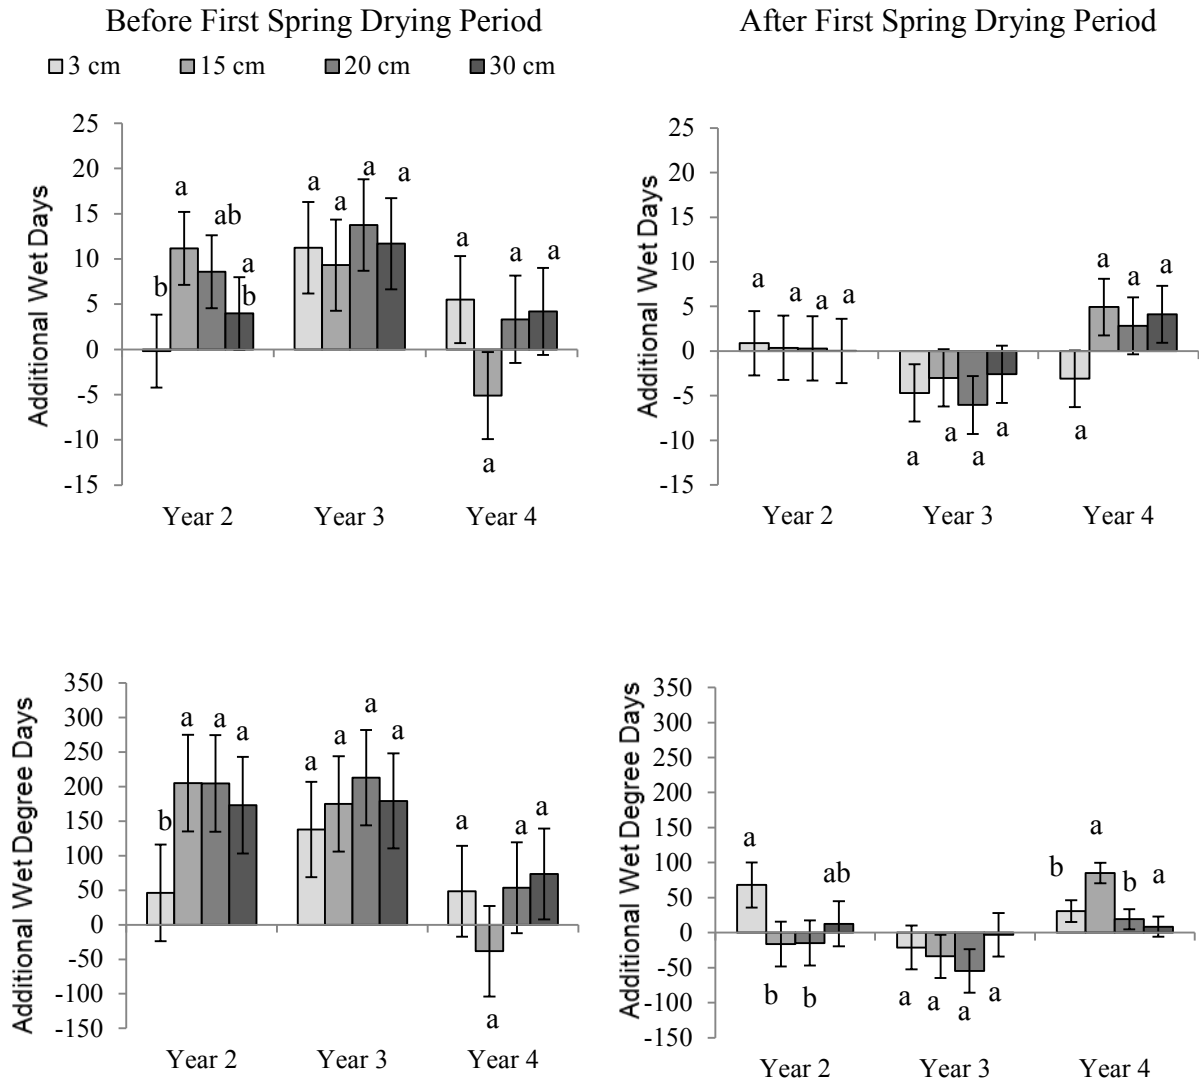 Before First Spring Drying Period
After First Spring Drying Period
3 cm 15 cm 20 cm 30 cm
Additional Wet Days
25
20
15
10
5
0
-5
-10
-15
b a ab a
b
a a a a
a a a a
Year 2 Year 3 Year 4
Additional Wet Days
25
20
15
10
5
0
-5
-10
-15
a a a a
a a a a
a a a a
Year 2 Year 3 Year 4
Additional Wet Degree Days
350
300
250
200
150
100
50
0
-50
-100
-150
b a a a
a a a a
a a a a
Year 2 Year 3 Year 4
Additional Wet Degree Days
350
300
250
200
150
100
50
0
-50
-100
-150
a b b ab
a a a a
b a b a
Year 2 Year 3 Year 4